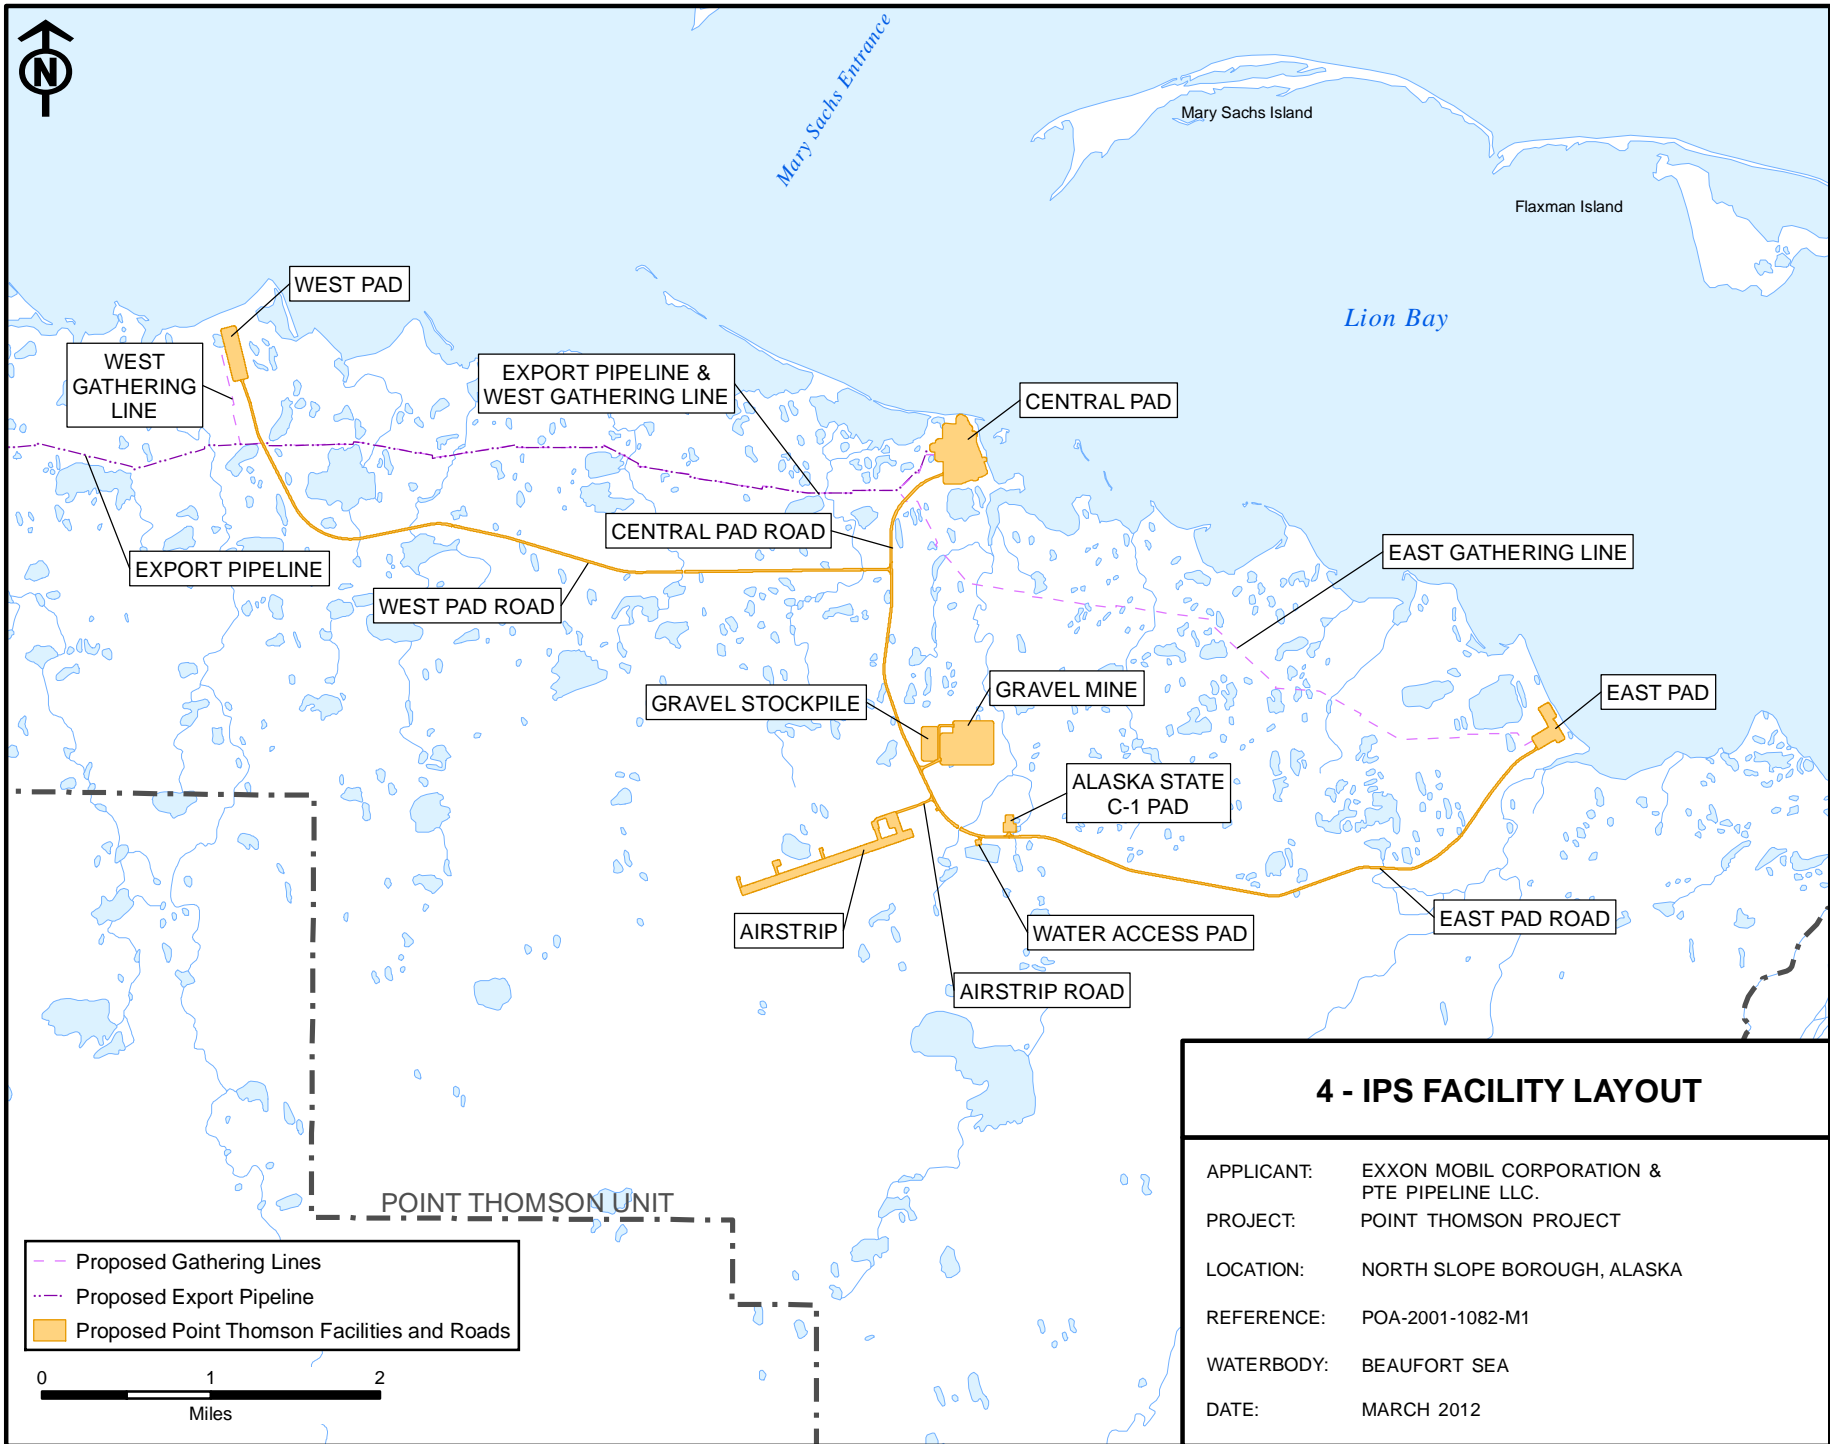 N
Mary Sachs Entrance
Mary Sachs Island
Flaxman Island
Lion Bay
WEST PAD
WEST
GATHERING
LINE
EXPORT PIPELINE &
WEST GATHERING LINE
CENTRAL PAD
EXPORT PIPELINE
CENTRAL PAD ROAD
EAST GATHERING LINE
WEST PAD ROAD
GRAVEL STOCKPILE
GRAVEL MINE
EAST PAD
ALASKA STATE
C-1 PAD
AIRSTRIP
WATER ACCESS PAD
EAST PAD ROAD
AIRSTRIP ROAD
POINT THOMSON UNIT
Proposed Gathering Lines
Proposed Export Pipeline
Proposed Point Thomson Facilities and Roads
0 1 2
Miles
4 - IPS FACILITY LAYOUT
APPLICANT: EXXON MOBIL CORPORATION &
PTE PIPELINE LLC.
PROJECT: POINT THOMSON PROJECT
LOCATION: NORTH SLOPE BOROUGH, ALASKA
REFERENCE: POA-2001-1082-M1
WATERBODY: BEAUFORT SEA
DATE: MARCH 2012